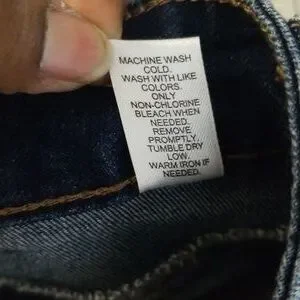 MACHINE WASH
COLD.
WASH WITH LIKE
COLORS.
ONLY
NON-CHLORINE
BLEACH WHEN
NEEDED.
REMOVE
PROMPTLY.
TUMBLE DRY
LOW.
WARM IRON IF
NEEDED.